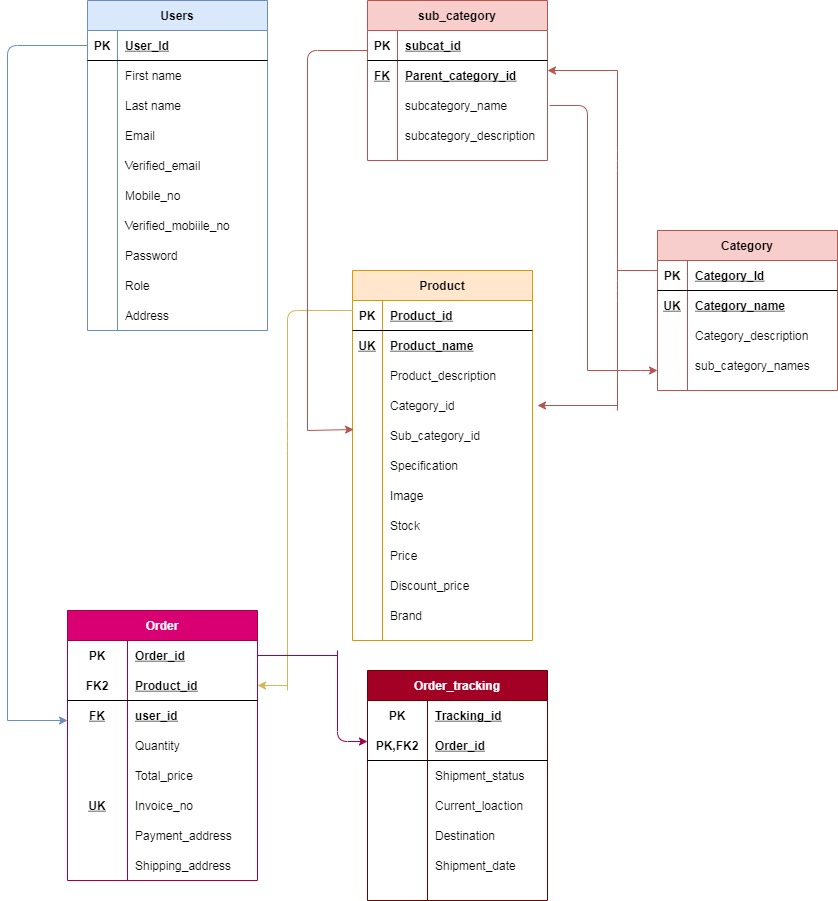 Users
PK User_Id
First name
Last name
Email
Verified_email
Mobile_no
Verified_mobiile_no
Password
Role
Address
sub_category
PK subcat_id
FK Parent_category_id
subcategory_name
subcategory_description
Category
PK Category_Id
UK Category_name
Category_description
sub_category_names
Product
PK Product_id
UK Product_name
Product_description
Category_id
Sub_category_id
Specification
Image
Stock
Price
Discount_price
Brand
Order
PK Order_id
FK2 Product_id
FK user_id
Quantity
Total_price
UK Invoice_no
Payment_address
Shipping_address
Order_tracking
PK Tracking_id
PK,FK2 Order_id
Shipment_status
Current_loaction
Destination
Shipment_date